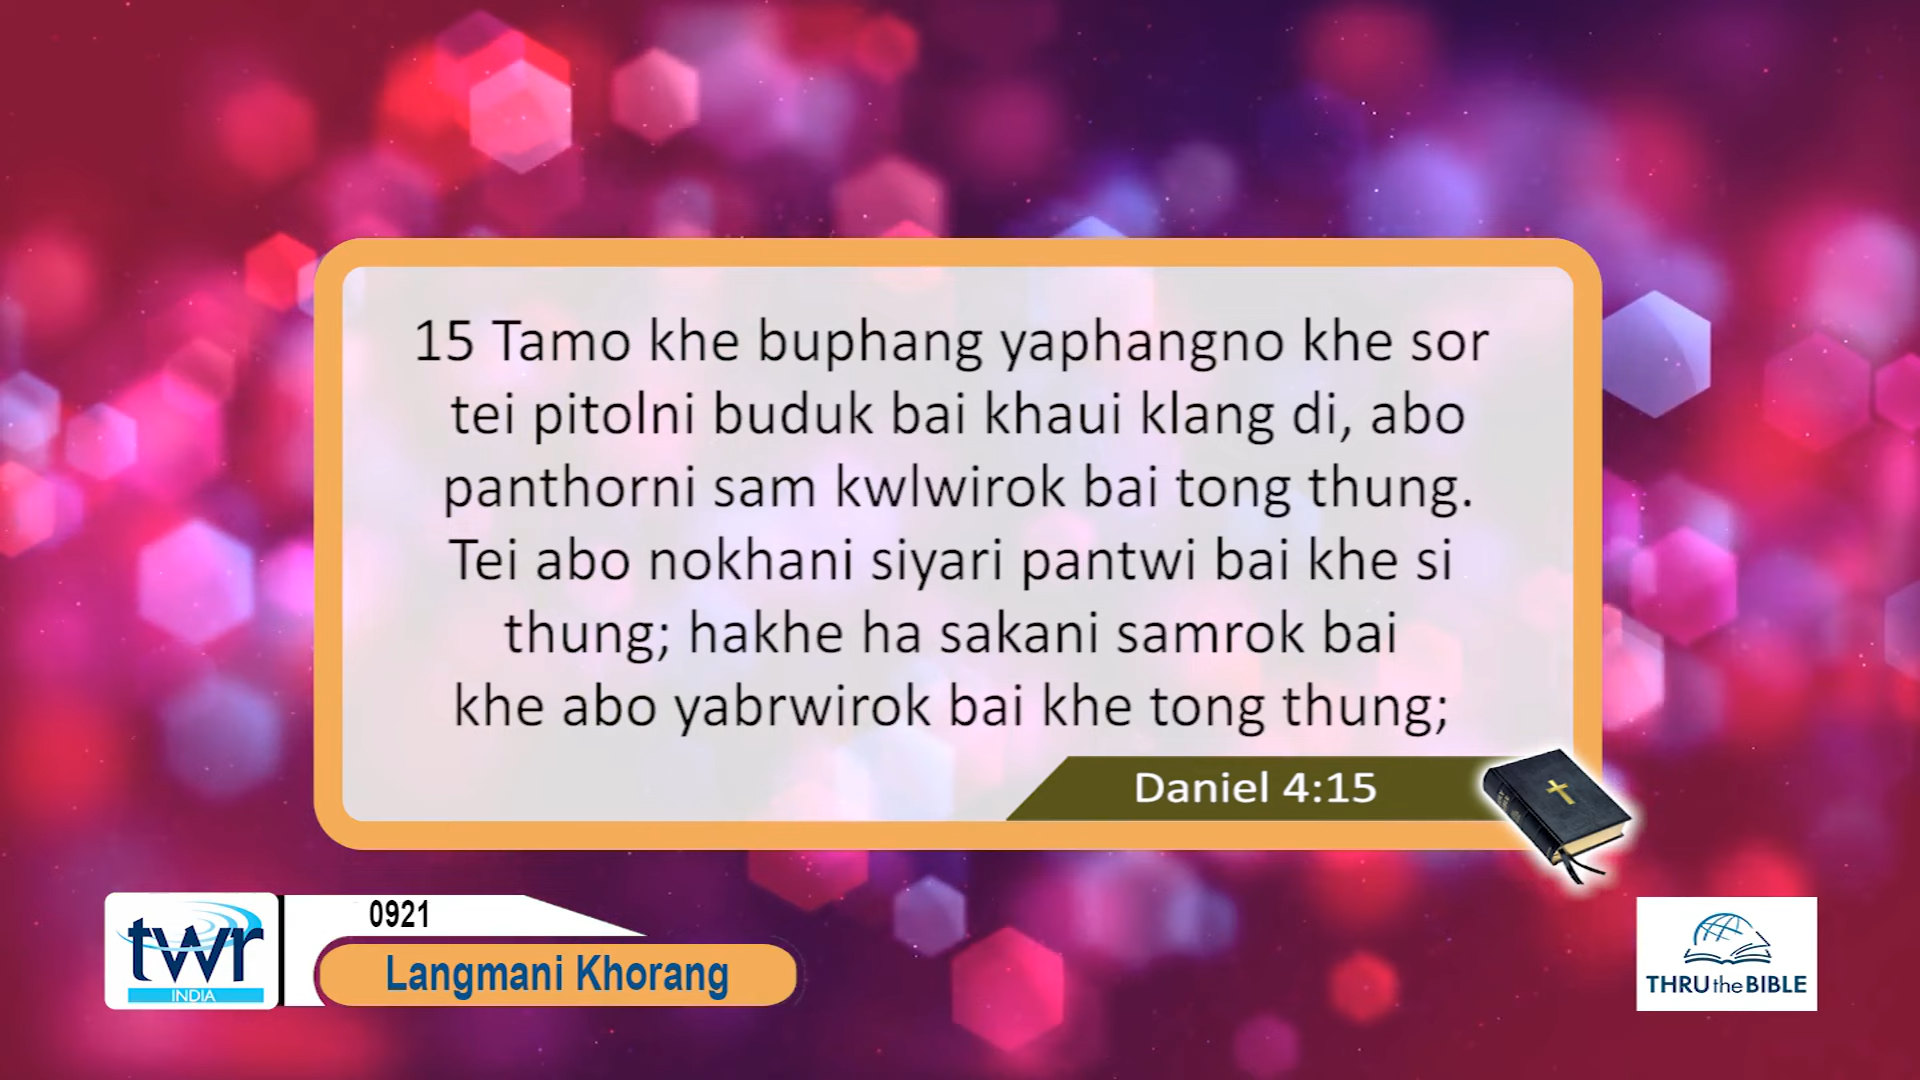 15 Tamo khe buphang yaphangno khe sor
tei pitolni buduk bai khaui klang di, abo
panthorni sam kwlwirok bai tong thung.
Tei abo nokhani siyari pantwi bai khe si
thung; hakhe ha sakani samrok bai
khe abo yabrwirok bai khe tong thung;
Daniel 4:15
twr
INDIA
0921
Langmani Khorang
THRU the BIBLE